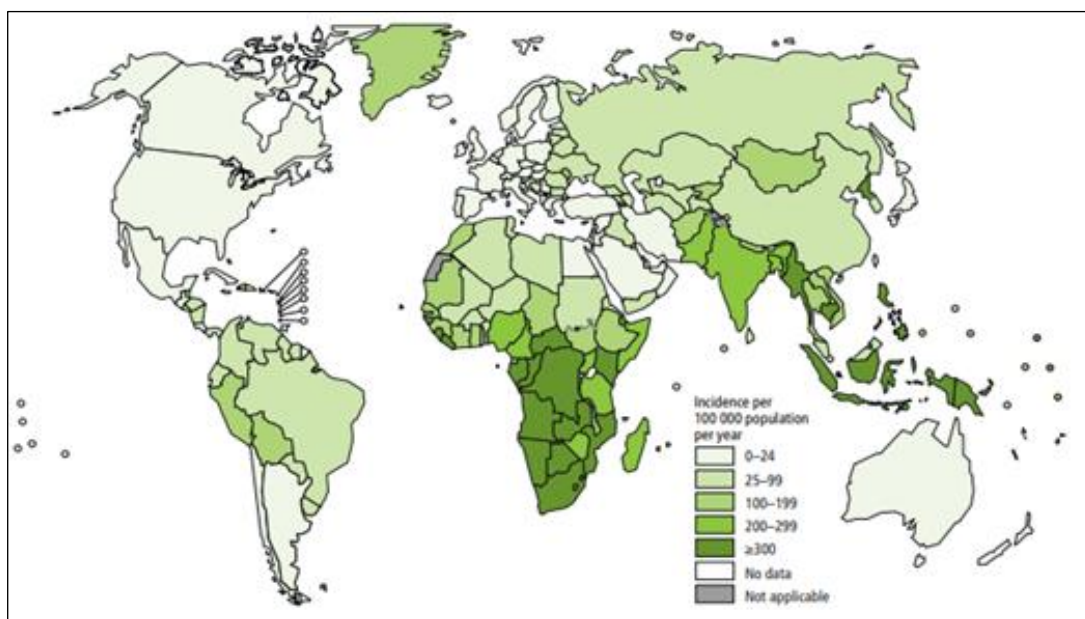 Incidence per
100 000 population
per year
0–24
25–99
100–199
200–299
≥300
No data
Not applicable